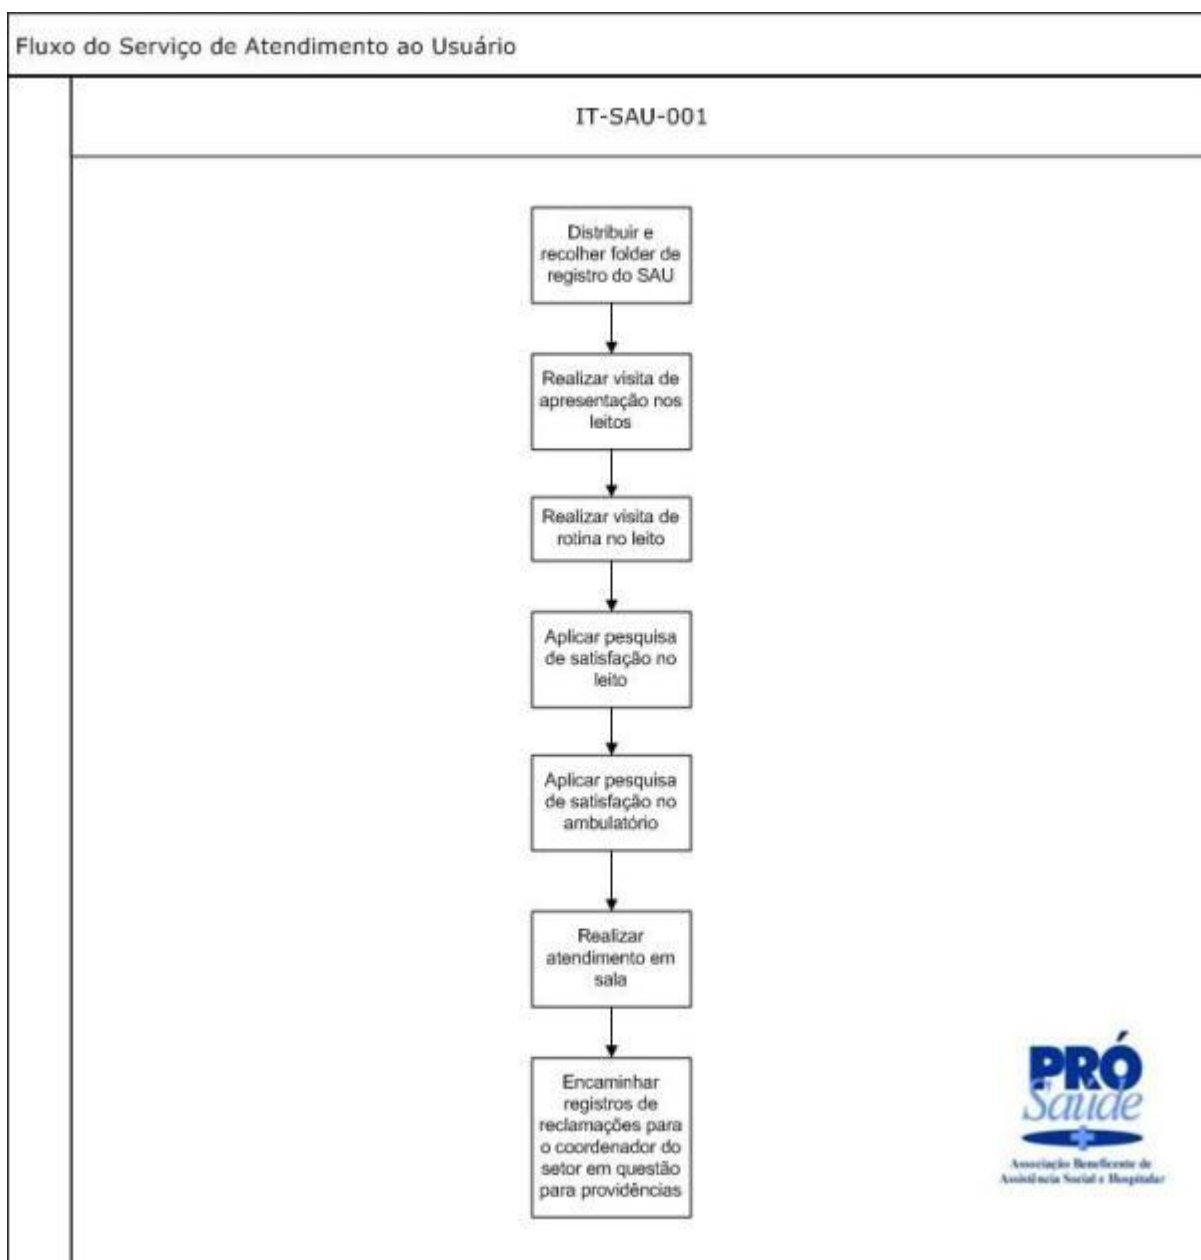 Fluxo do Serviço de Atendimento ao Usuário
IT-SAU-001
Distribuir e
recolher folder de
registro do SAU
Realizar visita de
apresentação nos
leitos
Realizar visita de
rotina no leito
Aplicar pesquisa
de satisfação no
leito
Aplicar pesquisa
de satisfação no
ambulatório
Realizar
atendimento em
sala
Encaminhar
registros de
reclamações para
o coordenador do
setor em questão
para providências
PRÓ
Saúde
Associação Beneficente de
Assistência Social e Hospitalar